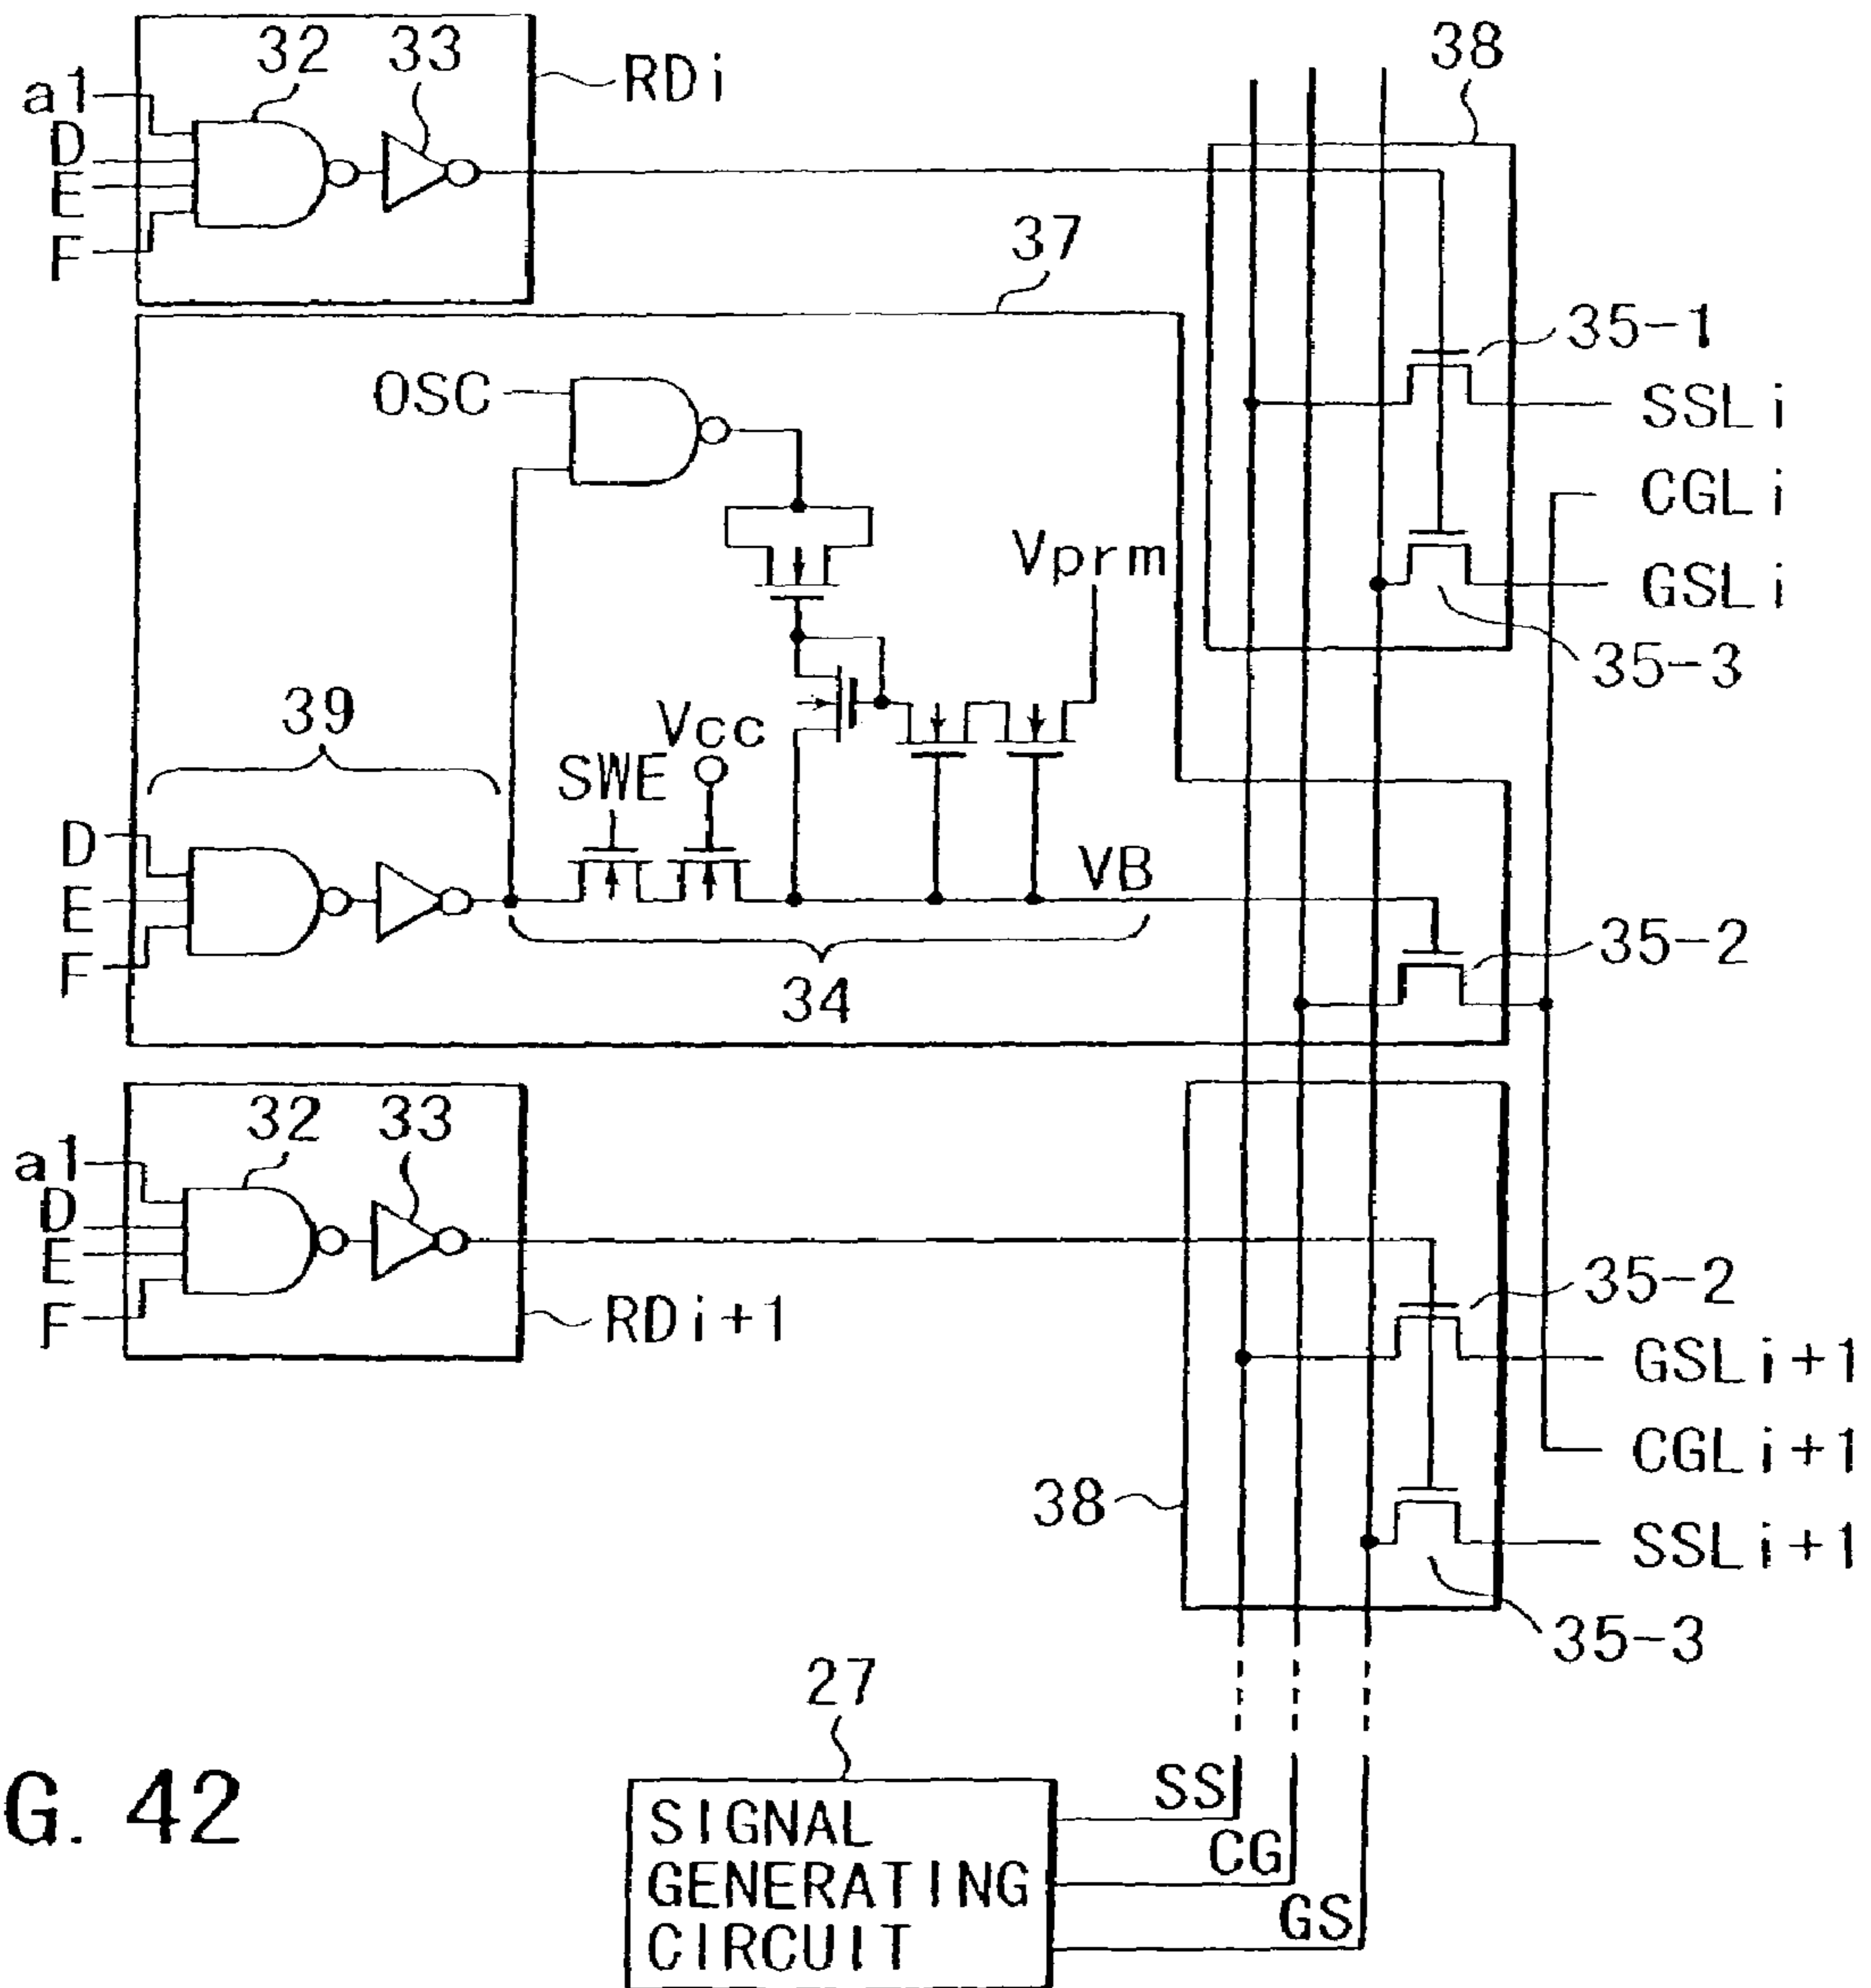 32
33
RDi
a1
D
E
F
38
37
35-1
SSLi
CGLi
GSLi
35-3
OSC
Vprm
39
Vcc
SWE
D
E
F
VB
34
35-2
32
33
a1
D
E
F
RDi+1
35-2
GSLi+1
CGLi+1
38
SSLi+1
35-3
27
SS
CG
GS
SIGNAL
GENERATING
CIRCUIT
G. 42